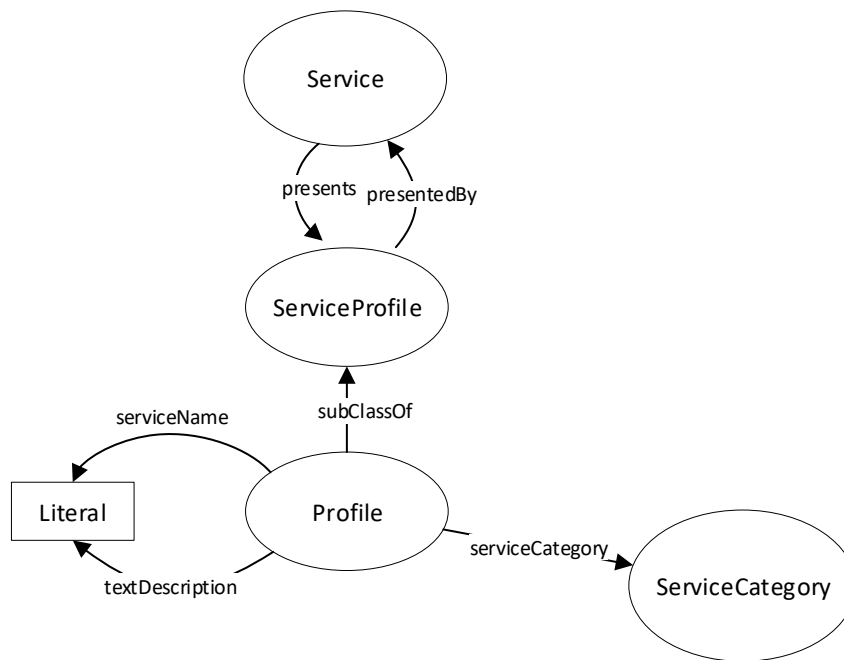 Service
presents
presentedBy
ServiceProfile
subClassOf
serviceName
Literal
Profile
serviceCategory
textDescription
ServiceCategory